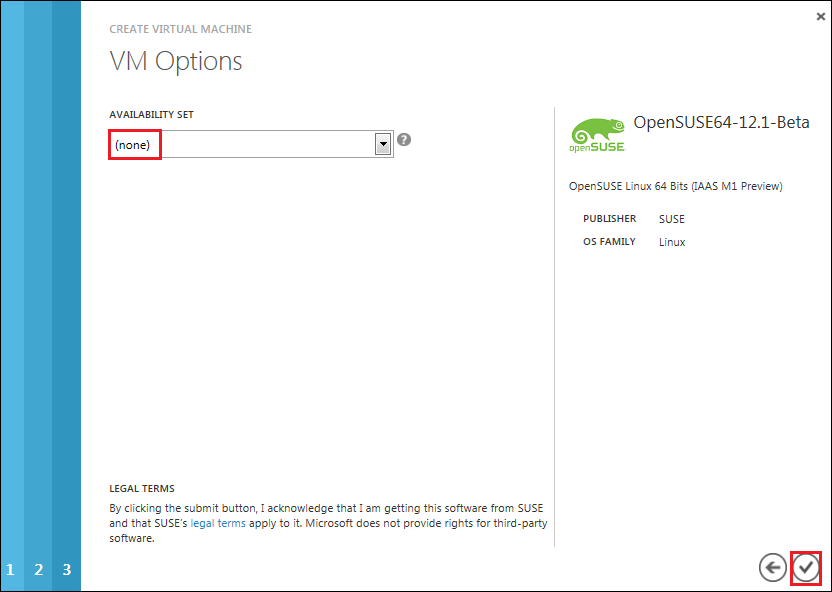 CREATE VIRTUAL MACHINE
VM Options
AVAILABILITY SET
(none)
?
openSUSE
OpenSUSE64-12.1-Beta
OpenSUSE Linux 64 Bits (IAAS M1 Preview)
PUBLISHER SUSE
OS FAMILY Linux
LEGAL TERMS
By clicking the submit button, I acknowledge that I am getting this software from SUSE
and that SUSE's legal terms apply to it. Microsoft does not provide rights for third-party
software.
1 2 3